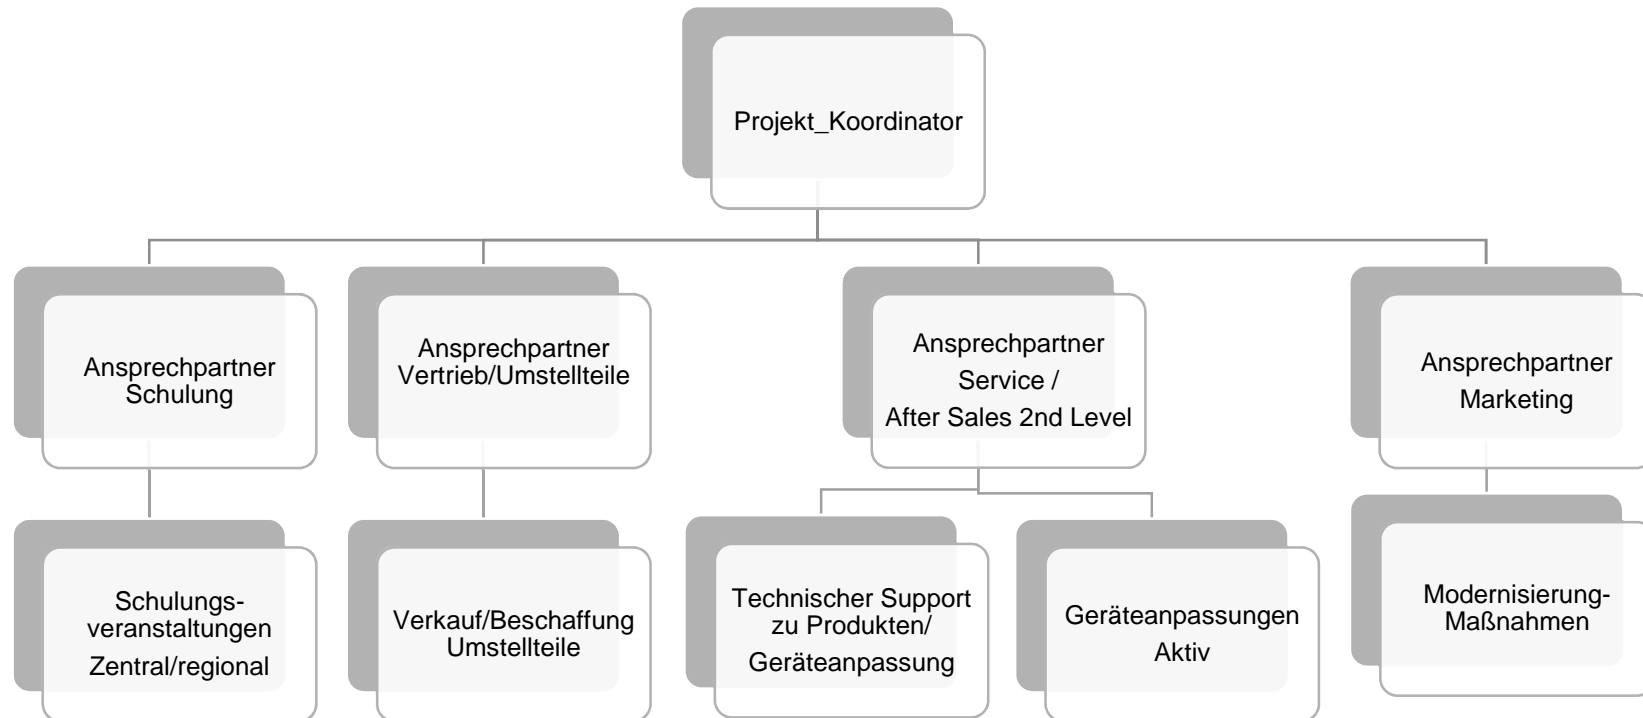 Projekt_Koordinator
Ansprechpartner
Schulung
Ansprechpartner
Vertrieb/Umstellteile
Ansprechpartner
Service /
After Sales 2nd Level
Ansprechpartner
Marketing
Schulungs-
veranstaltungen
Zentral/regional
Verkauf/Beschaffung
Umstellteile
Technischer Support
zu Produkten/
Geräteanpassung
Geräteanpassungen
Aktiv
Modernisierung-
Maßnahmen